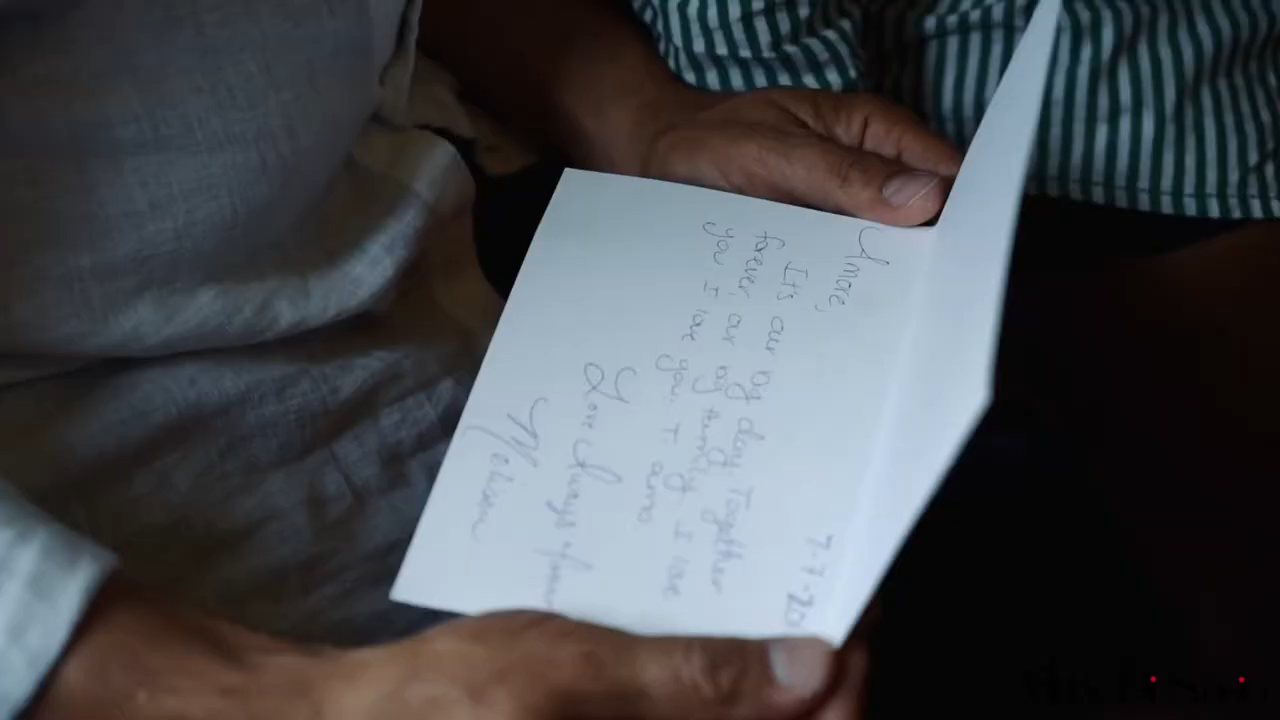 7-7-20
Amore,
It's our big day. Together
forever, our big family. I love
you I love you. T amo.
Love Always & forever